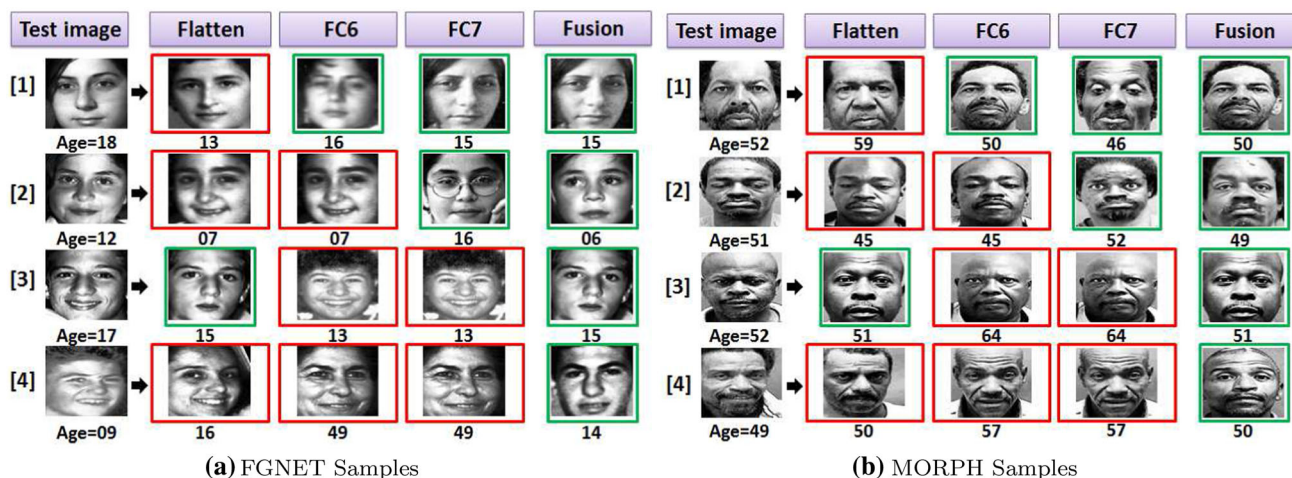 Test image Flatten FC6 FC7 Fusion
[1]
Age=18 13 16 15 15
[2]
Age=12 07 07 16 06
[3]
Age=17 15 13 13 15
[4]
Age=09 16 49 49 14
(a) FGNET Samples
Test image Flatten FC6 FC7 Fusion
[1]
Age=52 59 50 46 50
[2]
Age=51 45 45 52 49
[3]
Age=52 51 64 64 51
[4]
Age=49 50 57 57 50
(b) MORPH Samples